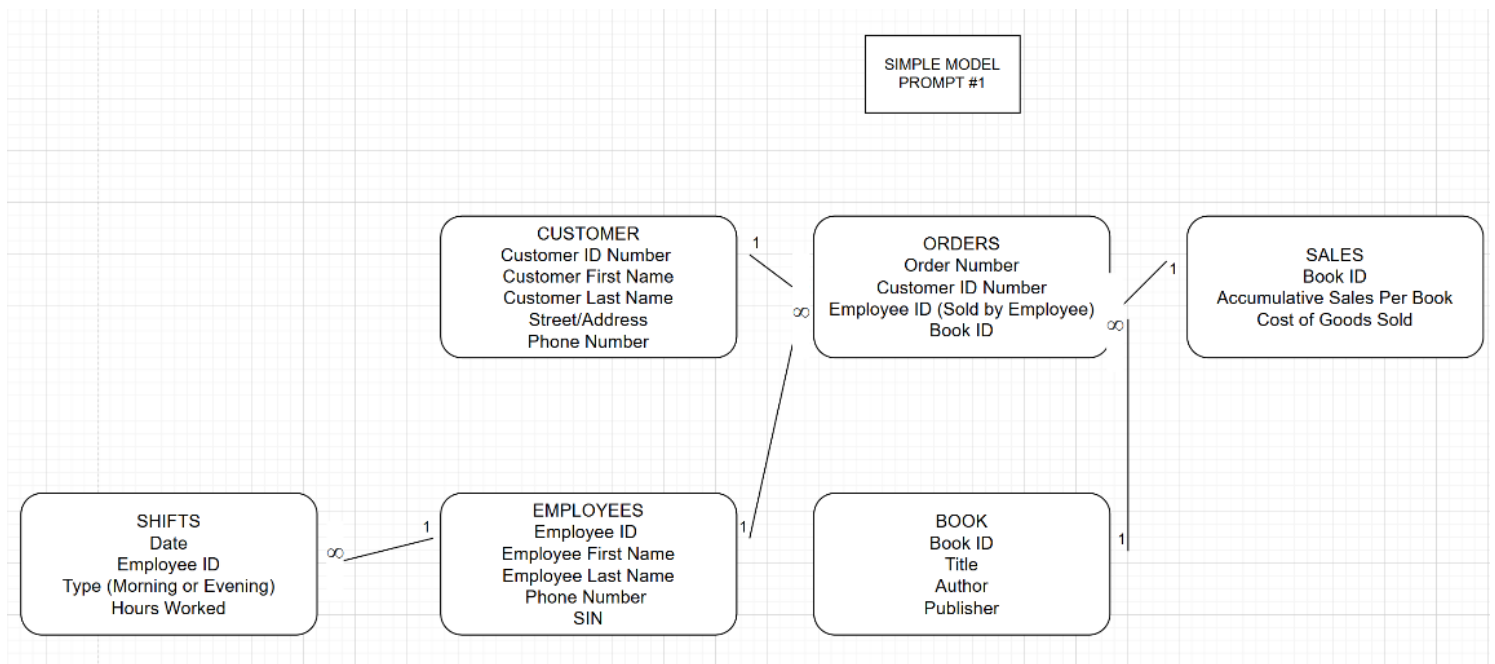 SIMPLE MODEL
PROMPT #1
CUSTOMER
Customer ID Number
Customer First Name
Customer Last Name
Street/Address
Phone Number
1
∞
ORDERS
Order Number
Customer ID Number
Employee ID (Sold by Employee)
Book ID
∞
1
SALES
Book ID
Accumulative Sales Per Book
Cost of Goods Sold
SHIFTS
Date
Employee ID
Type (Morning or Evening)
Hours Worked
∞
1
EMPLOYEES
Employee ID
Employee First Name
Employee Last Name
Phone Number
SIN
1
BOOK
Book ID
Title
Author
Publisher
1